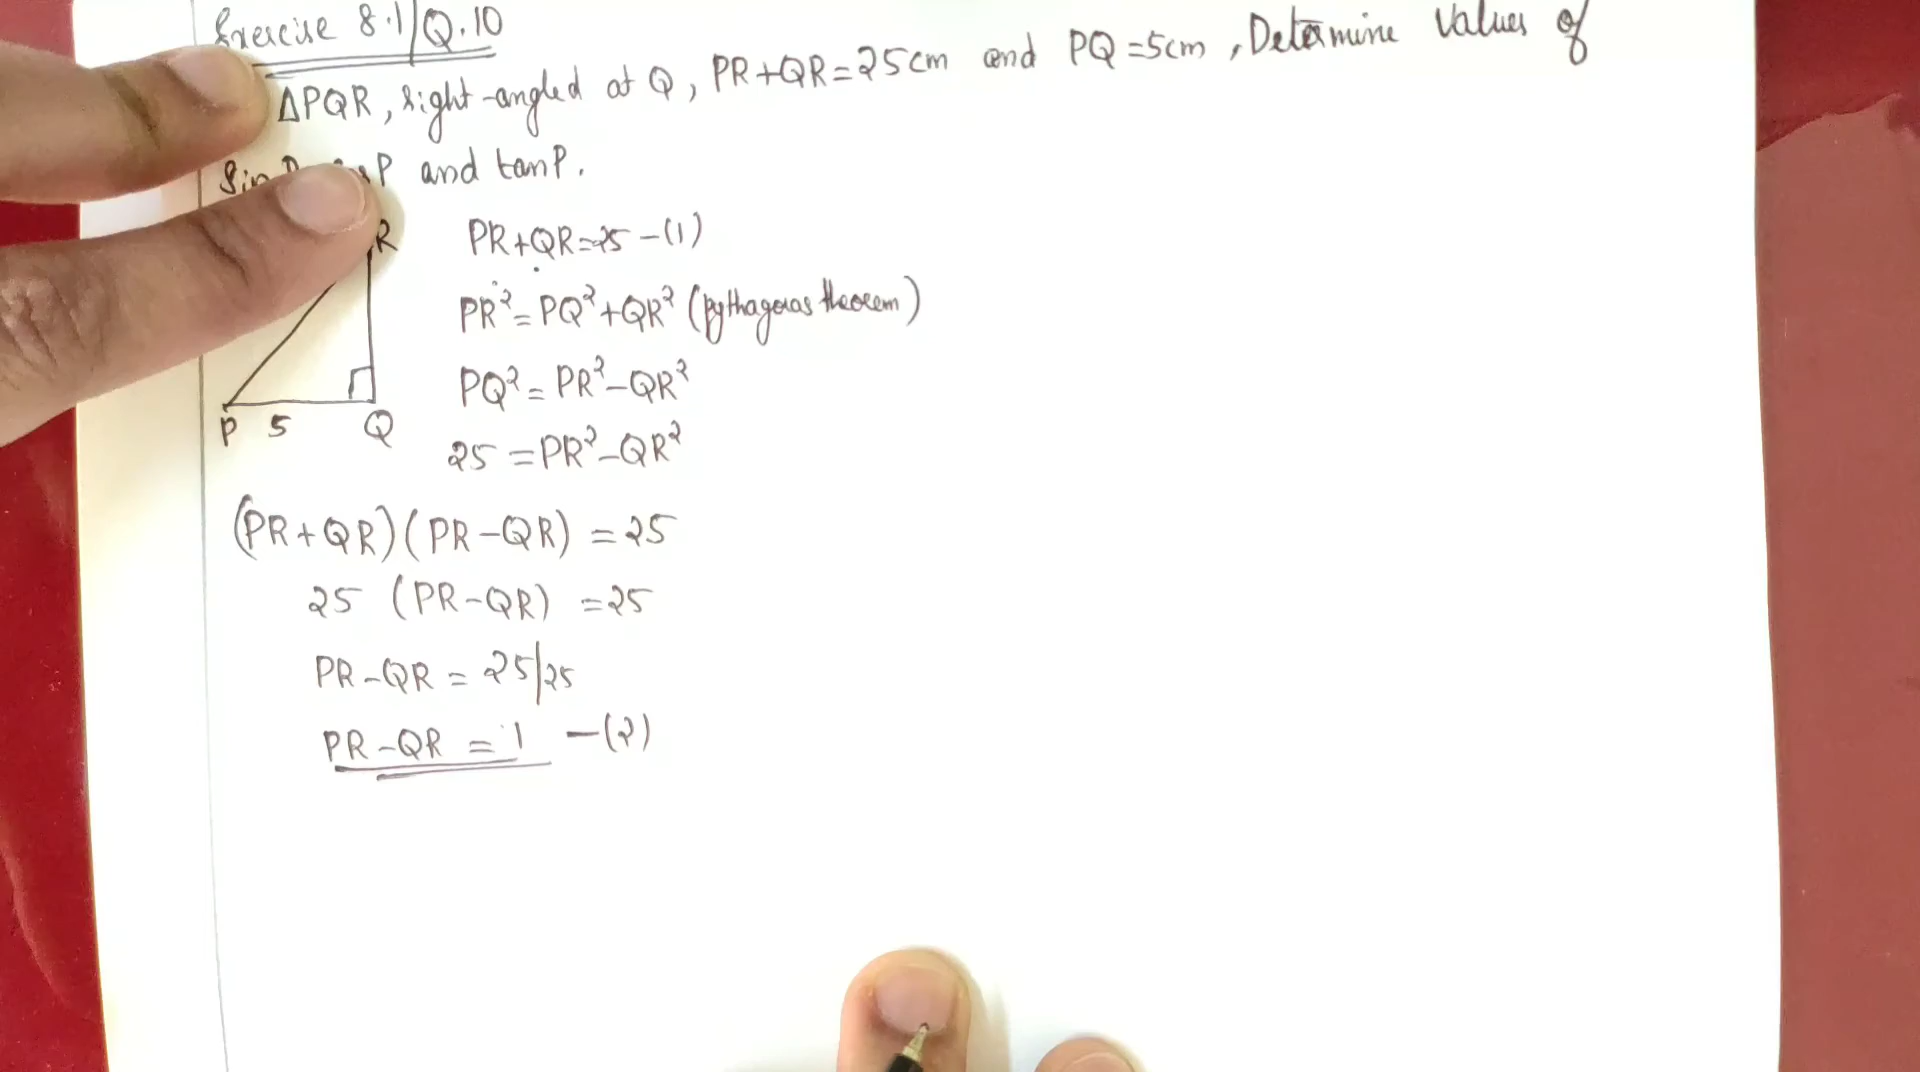 Exercise 8.1/Q.10
ΔPQR, right-angled at Q, PR+QR=25cm and PQ=5cm, Determine values of
Sin P and tanP.
R
P 5 Q
PR+QR=25 -(1)
PR²=PQ²+QR² (pythagoras theorem)
PQ²=PR²-QR²
25=PR²-QR²
(PR+QR)(PR-QR)=25
25 (PR-QR)=25
PR-QR=25/25
PR-QR=1 -(2)